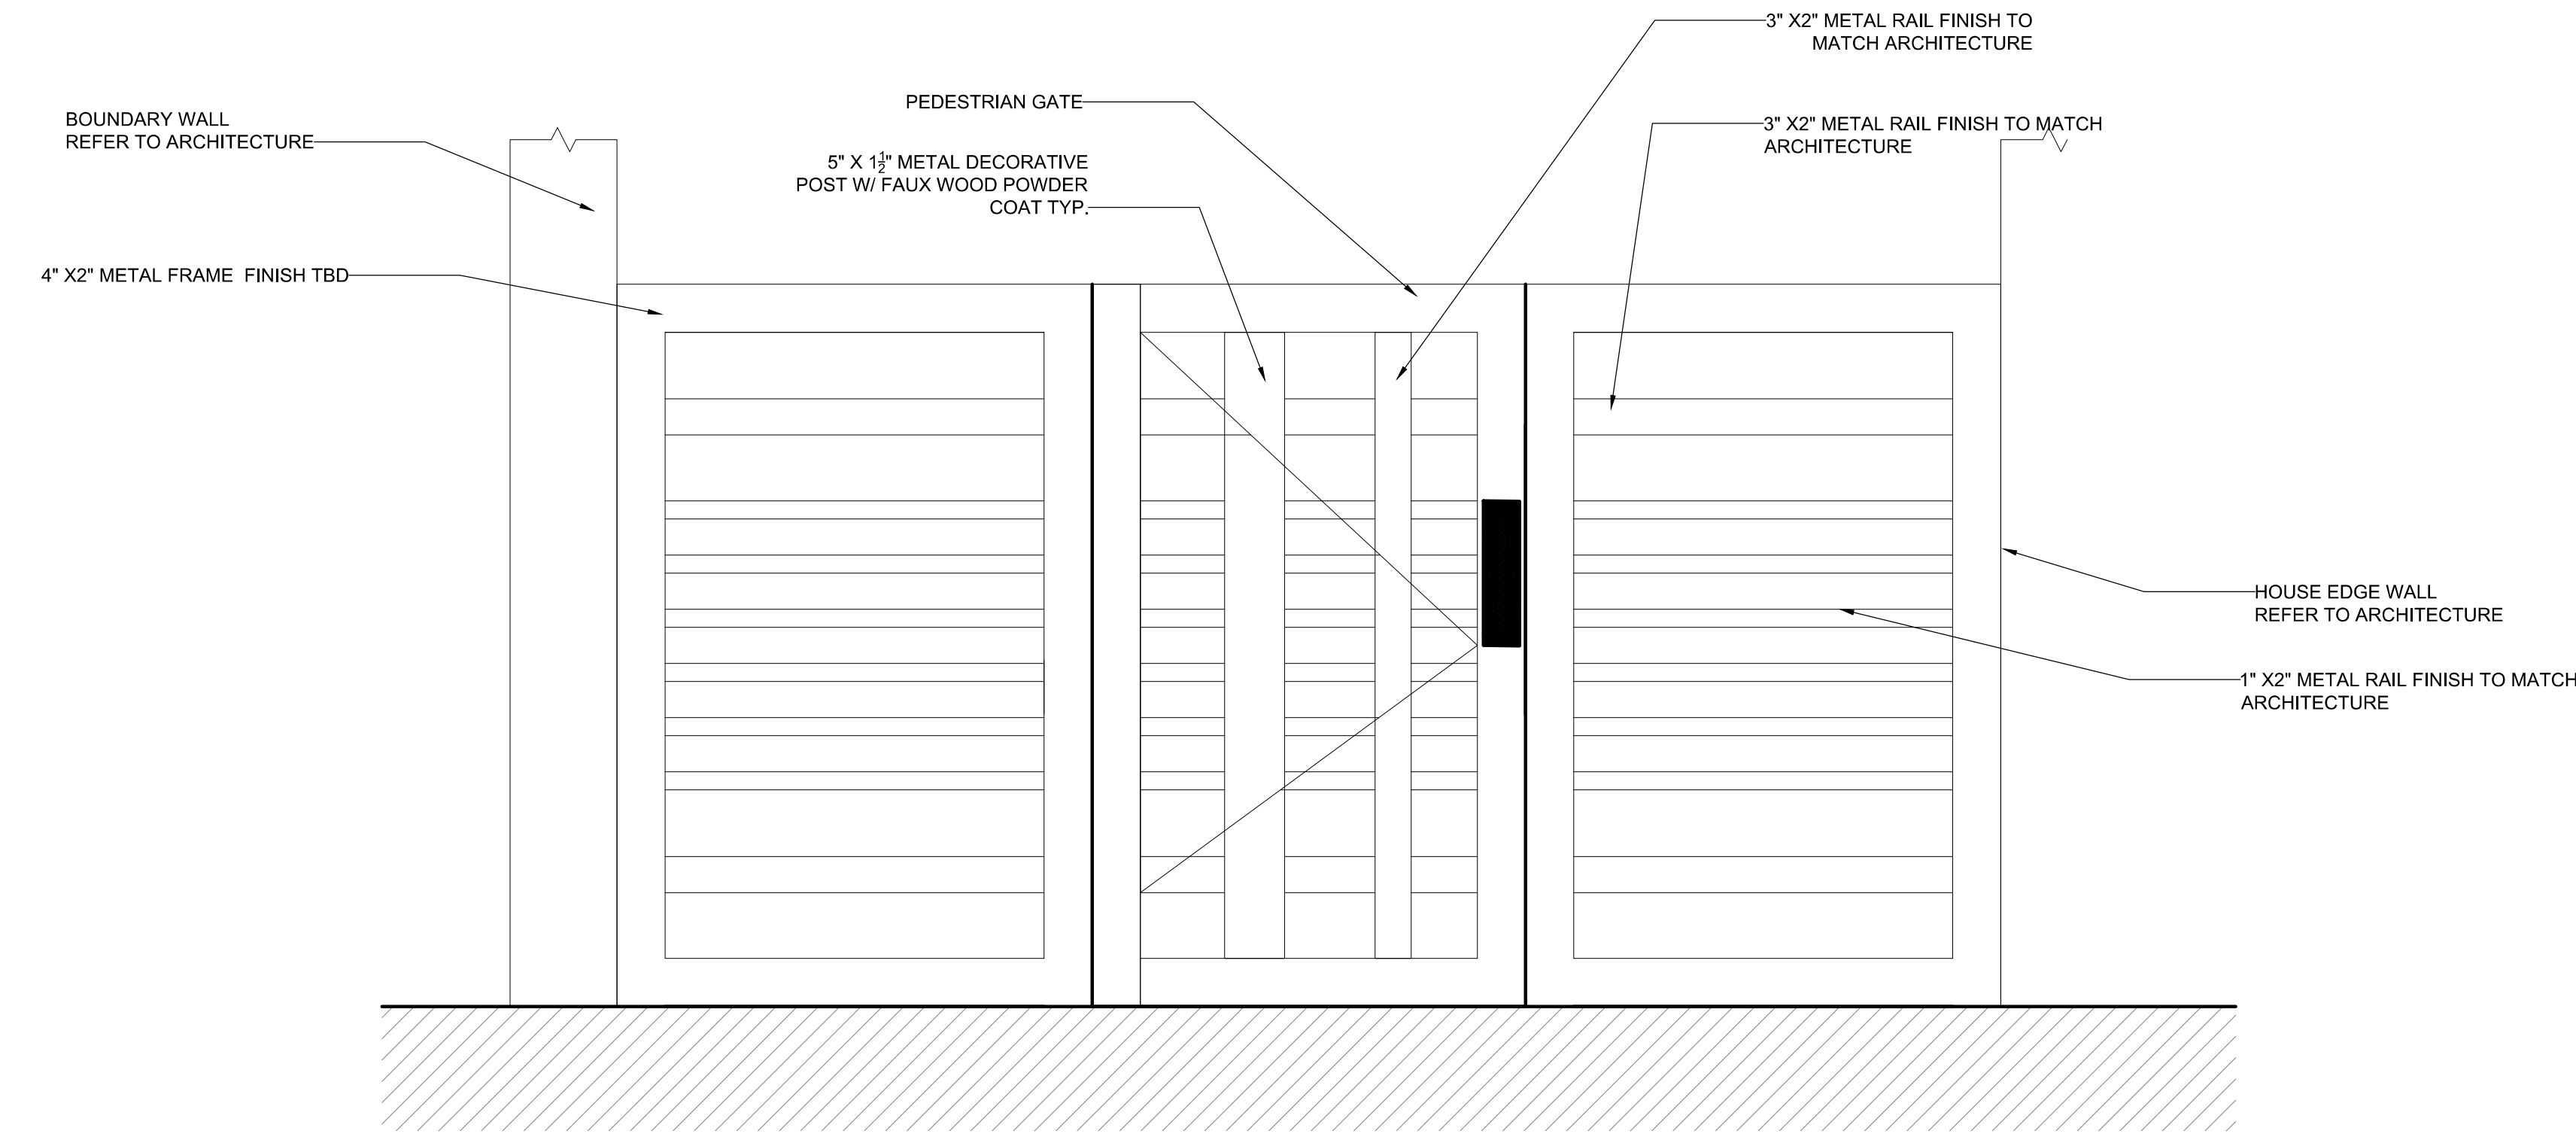 3" X2" METAL RAIL FINISH TO
MATCH ARCHITECTURE
PEDESTRIAN GATE
BOUNDARY WALL
REFER TO ARCHITECTURE
3" X2" METAL RAIL FINISH TO MATCH
ARCHITECTURE
5" X 1½" METAL DECORATIVE
POST W/ FAUX WOOD POWDER
COAT TYP.
4" X2" METAL FRAME  FINISH TBD
HOUSE EDGE WALL
REFER TO ARCHITECTURE
1" X2" METAL RAIL FINISH TO MATCH
ARCHITECTURE